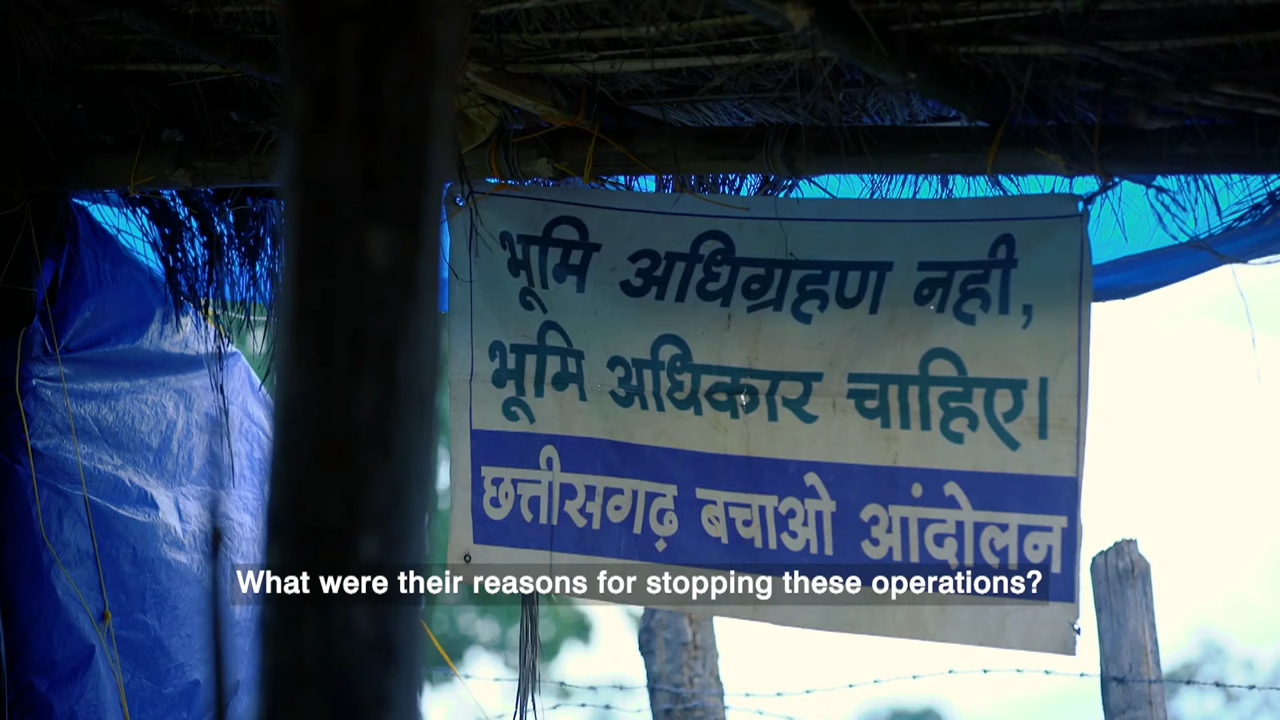 भूमि अधिग्रहण नही,
भूमि अधिकार चाहिए।
छत्तीसगढ़ बचाओ आंदोलन
What were their reasons for stopping these operations?